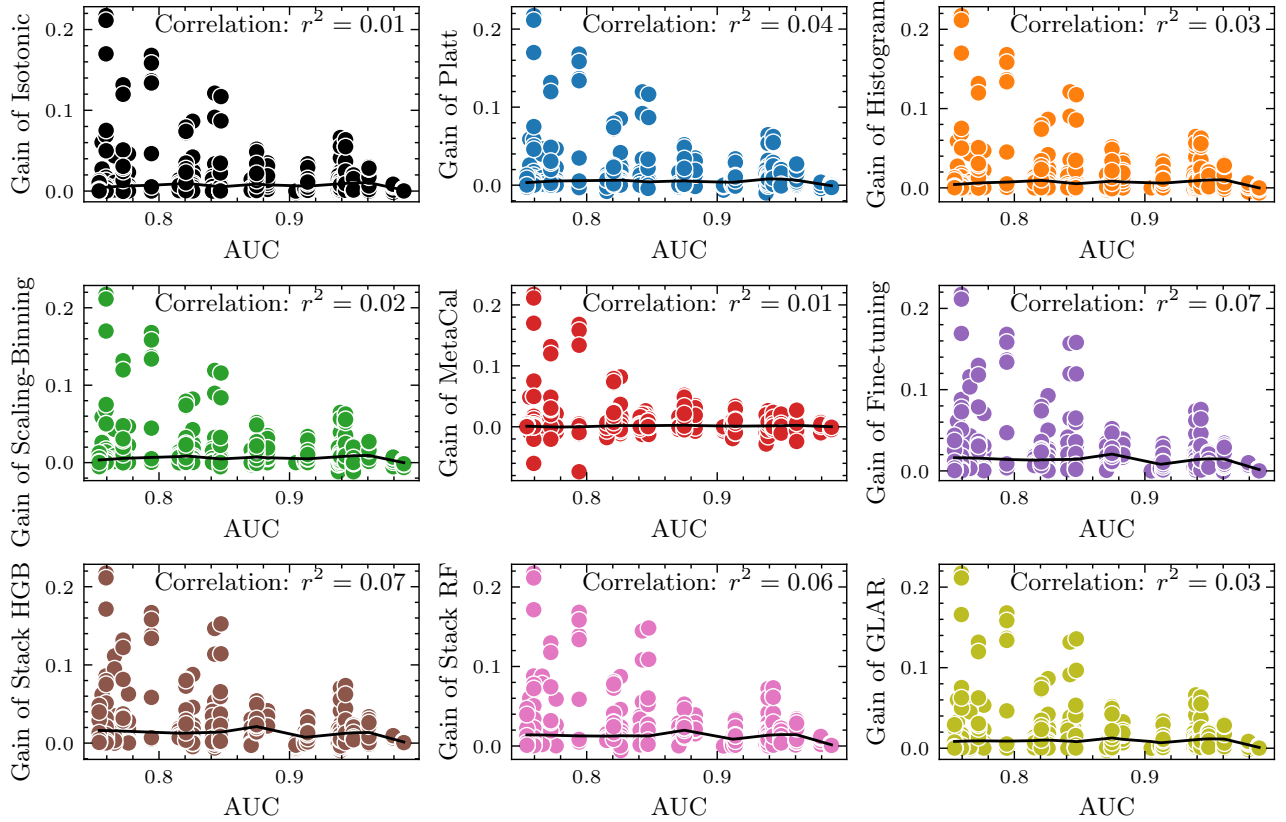 Gain of Isotonic
Correlation: r² = 0.01
0.2
0.1
0.0
0.8
0.9
AUC
Gain of Platt
Correlation: r² = 0.04
0.2
0.1
0.0
0.8
0.9
AUC
Gain of Histogram
Correlation: r² = 0.03
0.2
0.1
0.0
0.8
0.9
AUC
Gain of Scaling-Binning
Correlation: r² = 0.02
0.2
0.1
0.0
0.8
0.9
AUC
Gain of MetaCal
Correlation: r² = 0.01
0.2
0.1
0.0
0.8
0.9
AUC
Gain of Fine-tuning
Correlation: r² = 0.07
0.2
0.1
0.0
0.8
0.9
AUC
Gain of Stack HGB
Correlation: r² = 0.07
0.2
0.1
0.0
0.8
0.9
AUC
Gain of Stack RF
Correlation: r² = 0.06
0.2
0.1
0.0
0.8
0.9
AUC
Gain of GLAR
Correlation: r² = 0.03
0.2
0.1
0.0
0.8
0.9
AUC